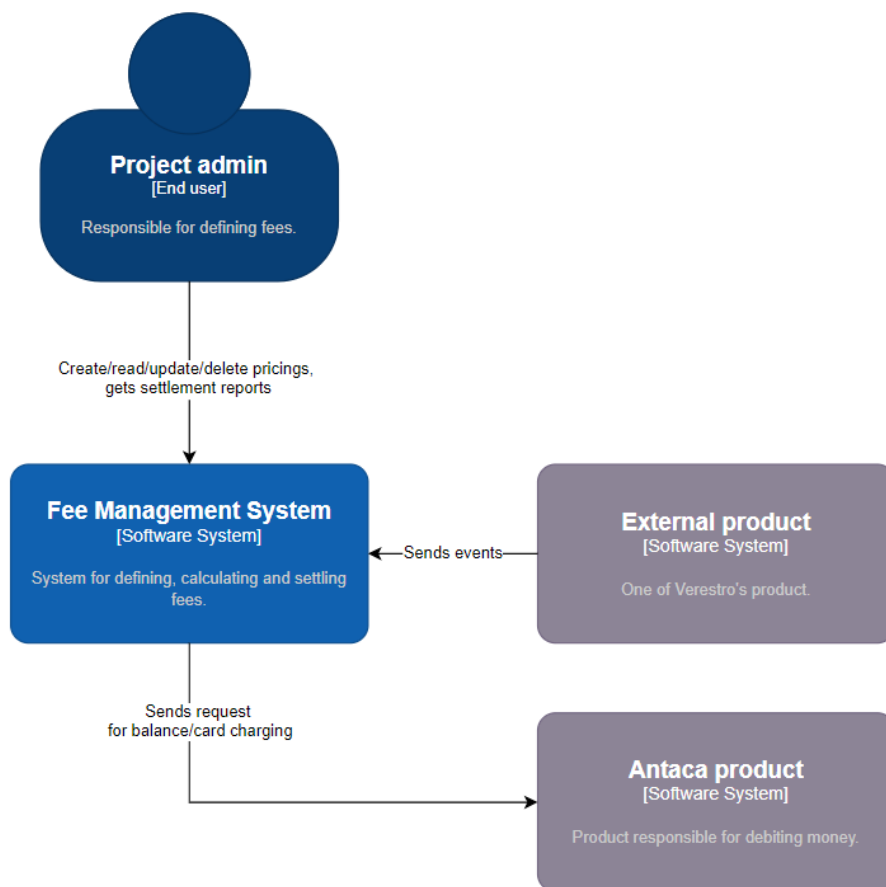 Project admin
[End user]
Responsible for defining fees.
Create/read/update/delete pricings,
gets settlement reports
Fee Management System
[Software System]
System for defining, calculating and settling
fees.
Sends events
External product
[Software System]
One of Verestro's product.
Sends request
for balance/card charging
Antaca product
[Software System]
Product responsible for debiting money.